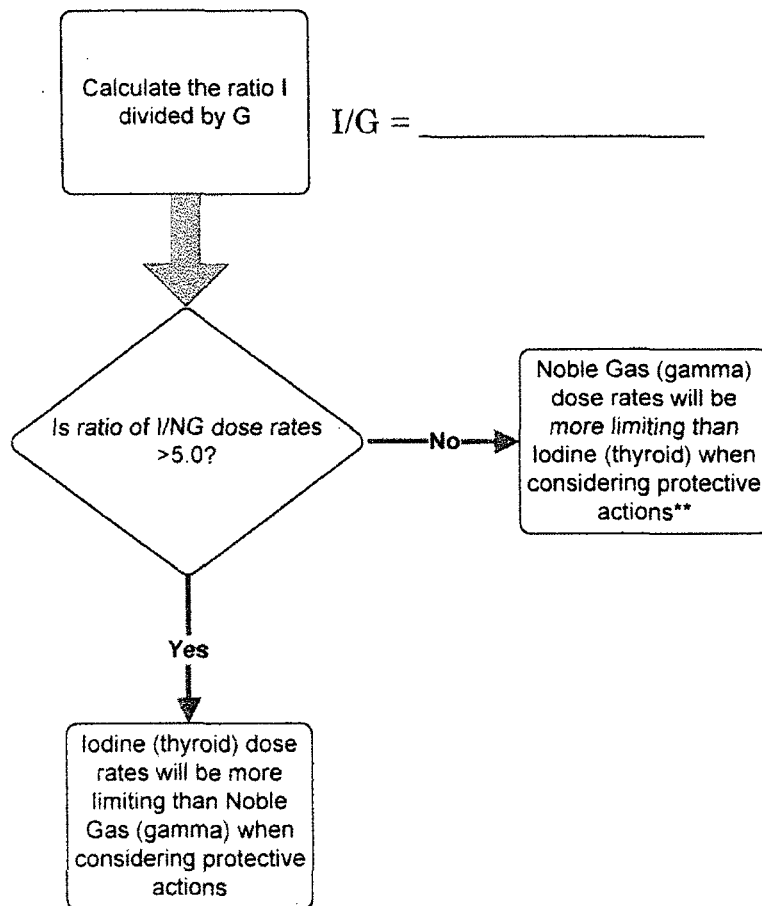 Calculate the ratio I
divided by G
I/G = ____________________
Is ratio of I/NG dose rates
>5.0?
No
Noble Gas (gamma)
dose rates will be
more limiting than
Iodine (thyroid) when
considering protective
actions**
Yes
Iodine (thyroid) dose
rates will be more
limiting than Noble
Gas (gamma) when
considering protective
actions